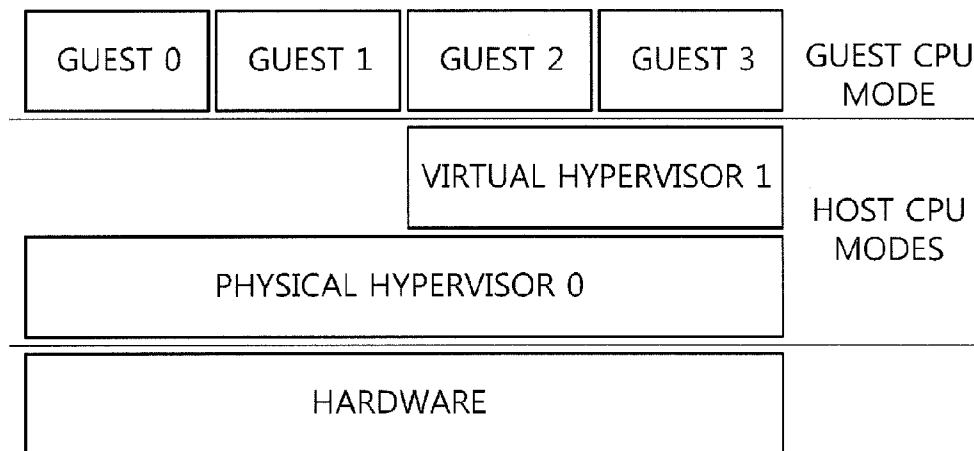 GUEST 0
GUEST 1
GUEST 2
GUEST 3
GUEST CPU
MODE
VIRTUAL HYPERVISOR 1
HOST CPU
MODES
PHYSICAL HYPERVISOR 0
HARDWARE